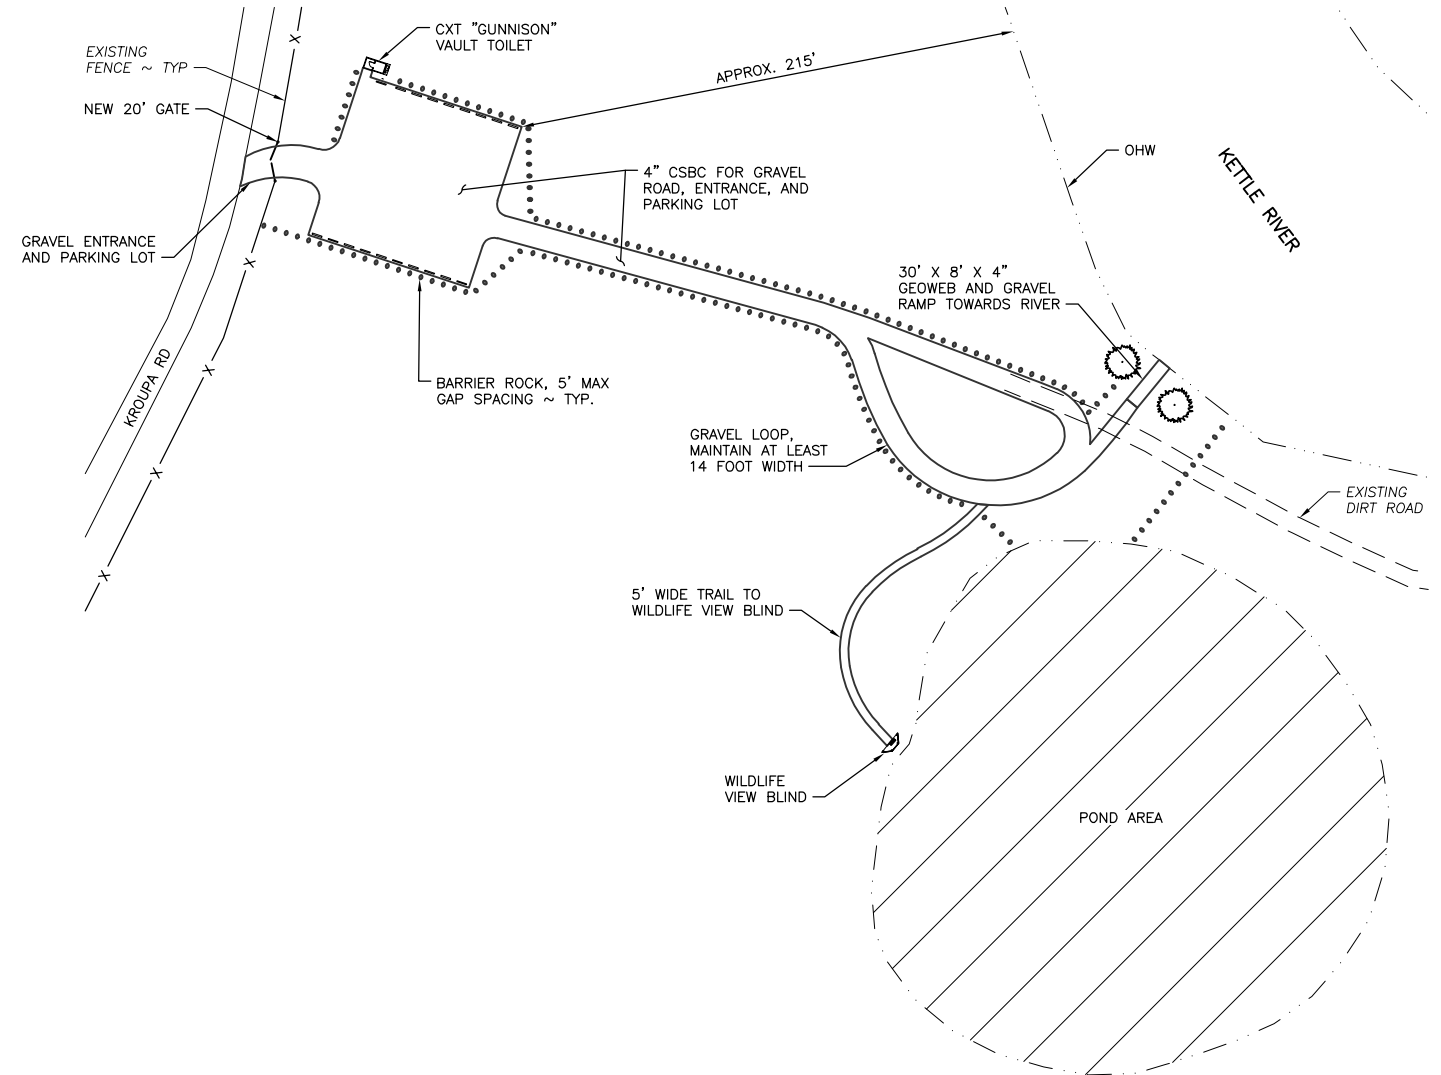 CXT "GUNNISON"
VAULT TOILET
EXISTING
FENCE ~ TYP
NEW 20' GATE
APPROX. 215'
OHW
KETTLE RIVER
4" CSBC FOR GRAVEL
ROAD, ENTRANCE, AND
PARKING LOT
GRAVEL ENTRANCE
AND PARKING LOT
30' X 8' X 4"
GEOWEB AND GRAVEL
RAMP TOWARDS RIVER
KROUPA RD
BARRIER ROCK, 5' MAX
GAP SPACING ~ TYP.
GRAVEL LOOP,
MAINTAIN AT LEAST
14 FOOT WIDTH
EXISTING
DIRT ROAD
5' WIDE TRAIL TO
WILDLIFE VIEW BLIND
WILDLIFE
VIEW BLIND
POND AREA
X
X
X
X
X